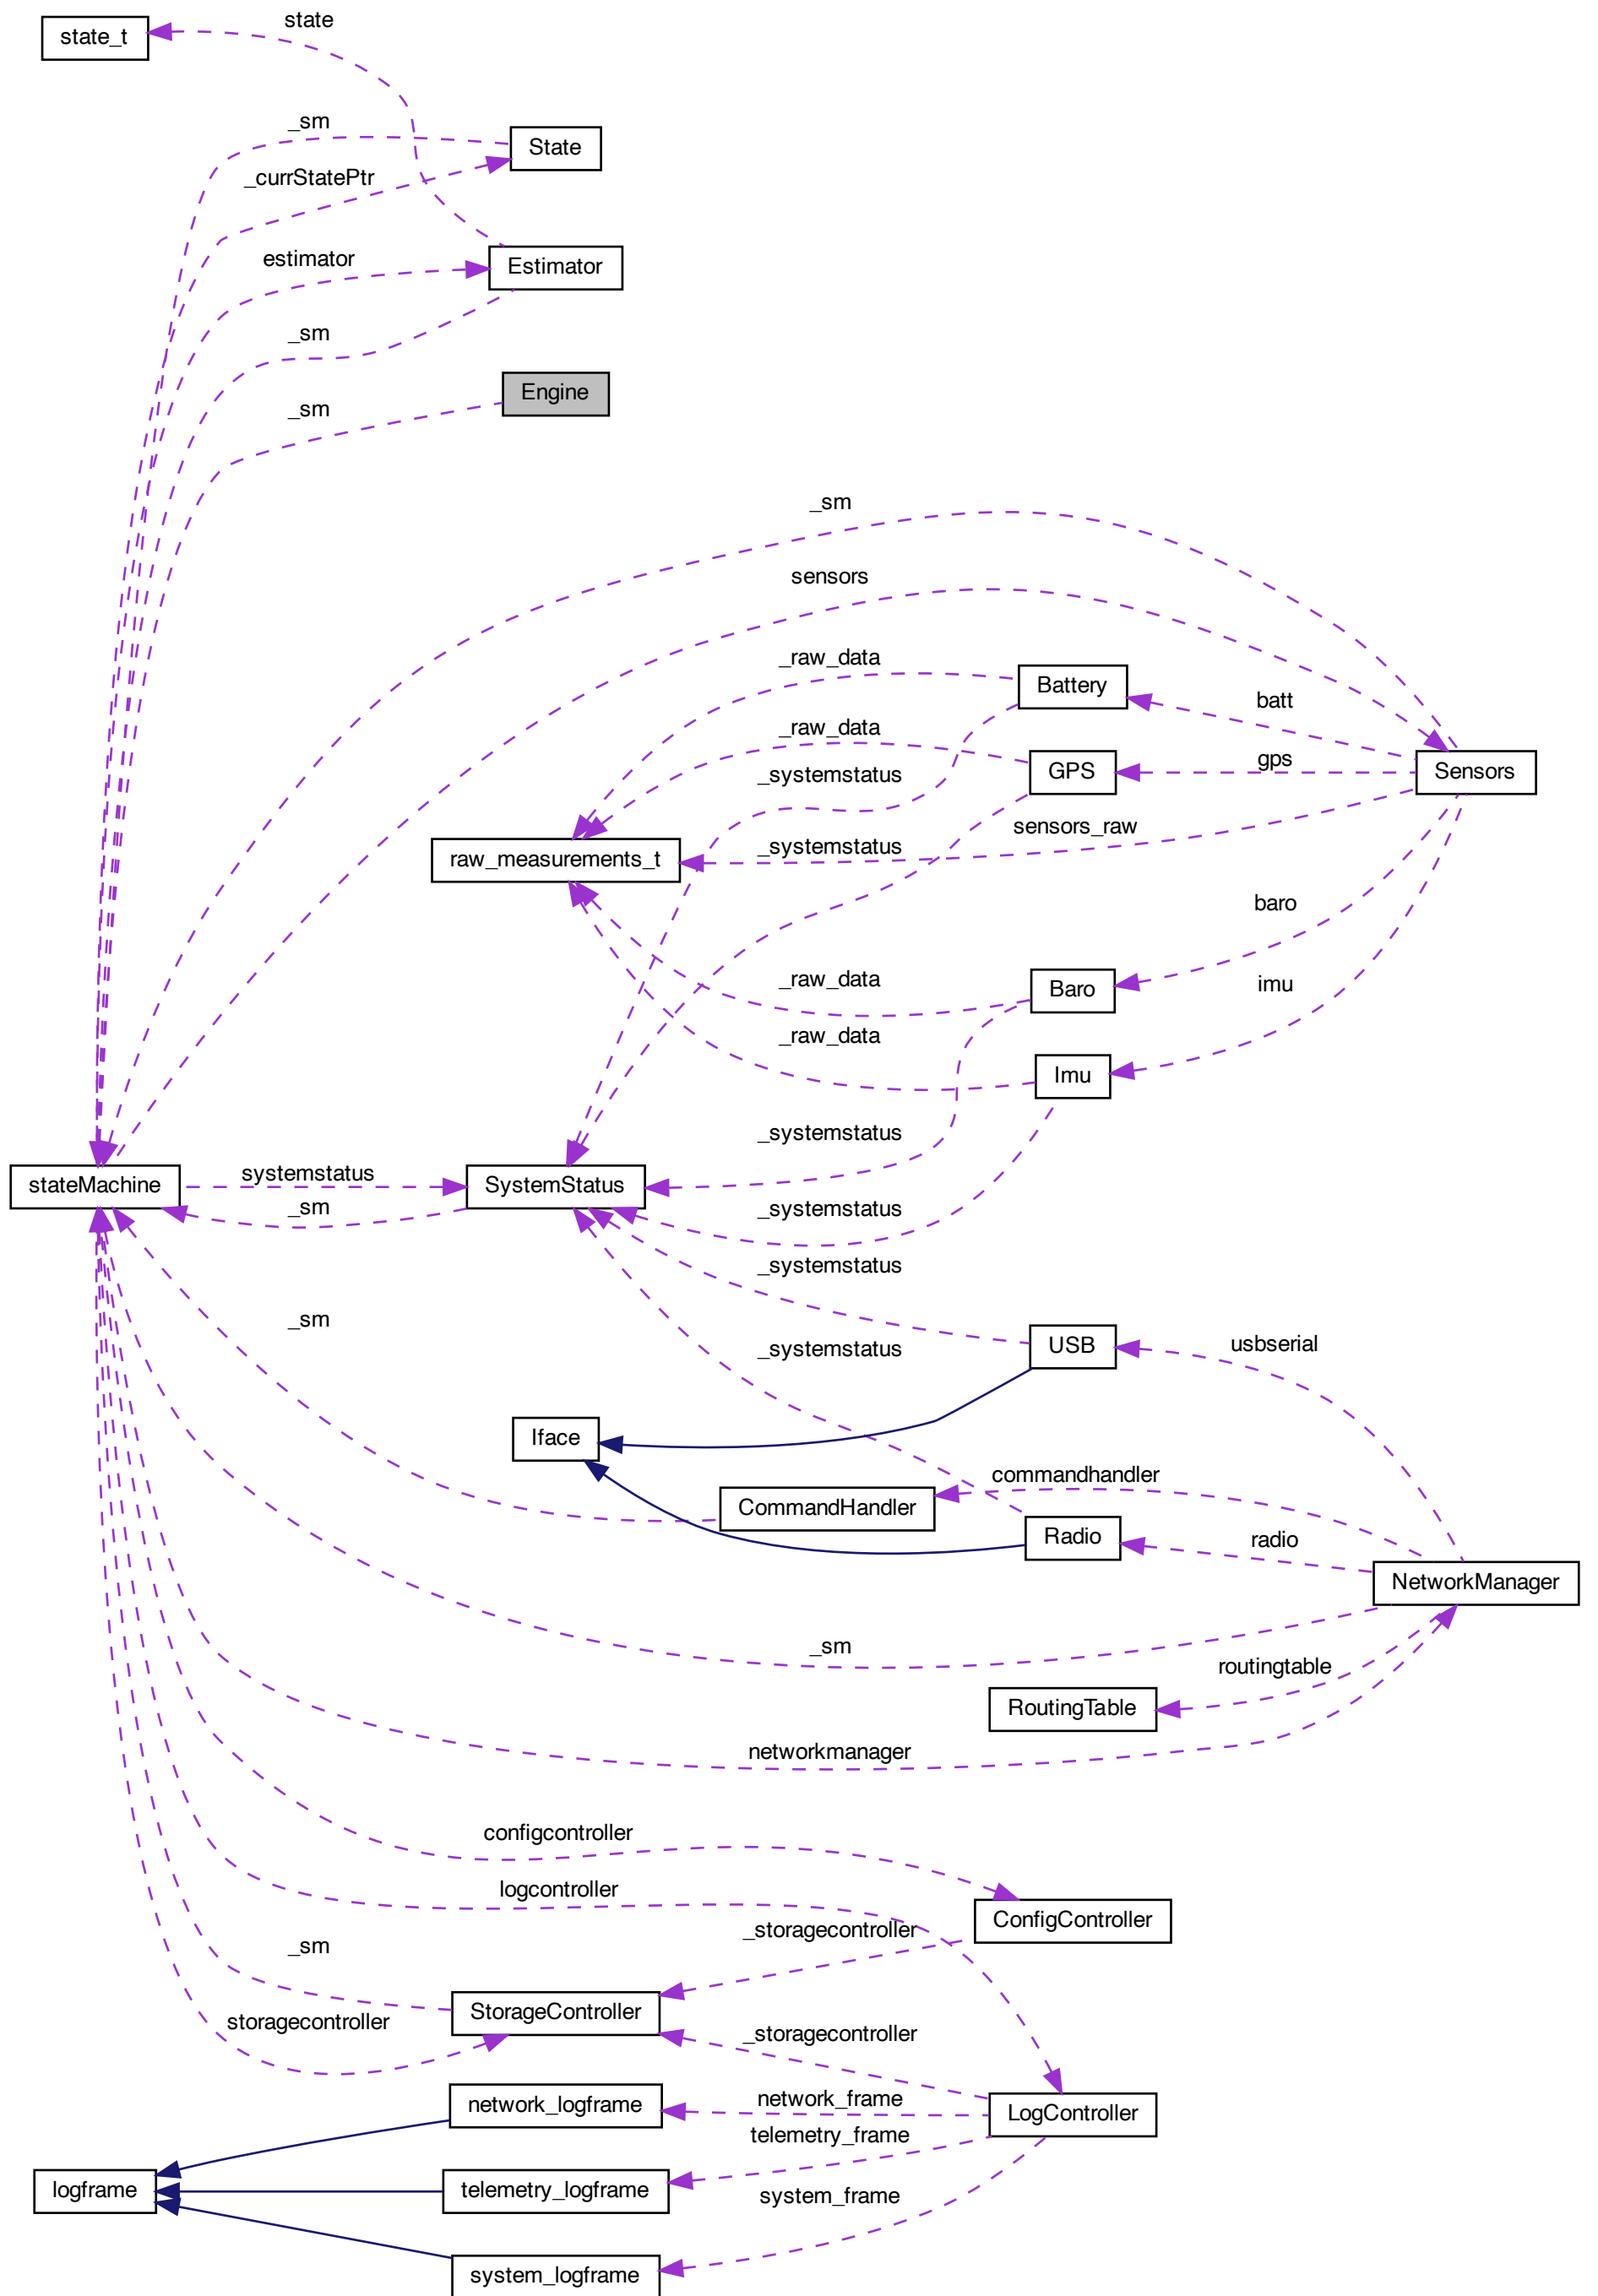 state
state_t
_sm
State
_currStatePtr
estimator
Estimator
_sm
Engine
_sm
_sm
sensors
_raw_data
Battery
batt
_raw_data
_systemstatus
GPS
gps
Sensors
sensors_raw
_systemstatus
raw_measurements_t
baro
_raw_data
Baro
imu
_raw_data
Imu
_systemstatus
systemstatus
stateMachine
SystemStatus
_sm
_systemstatus
_systemstatus
_sm
USB
usbserial
_systemstatus
Iface
commandhandler
CommandHandler
Radio
radio
NetworkManager
_sm
routingtable
RoutingTable
networkmanager
configcontroller
logcontroller
ConfigController
_storagecontroller
_sm
StorageController
storagecontroller
_storagecontroller
network_frame
network_logframe
LogController
telemetry_frame
logframe
telemetry_logframe
system_frame
system_logframe